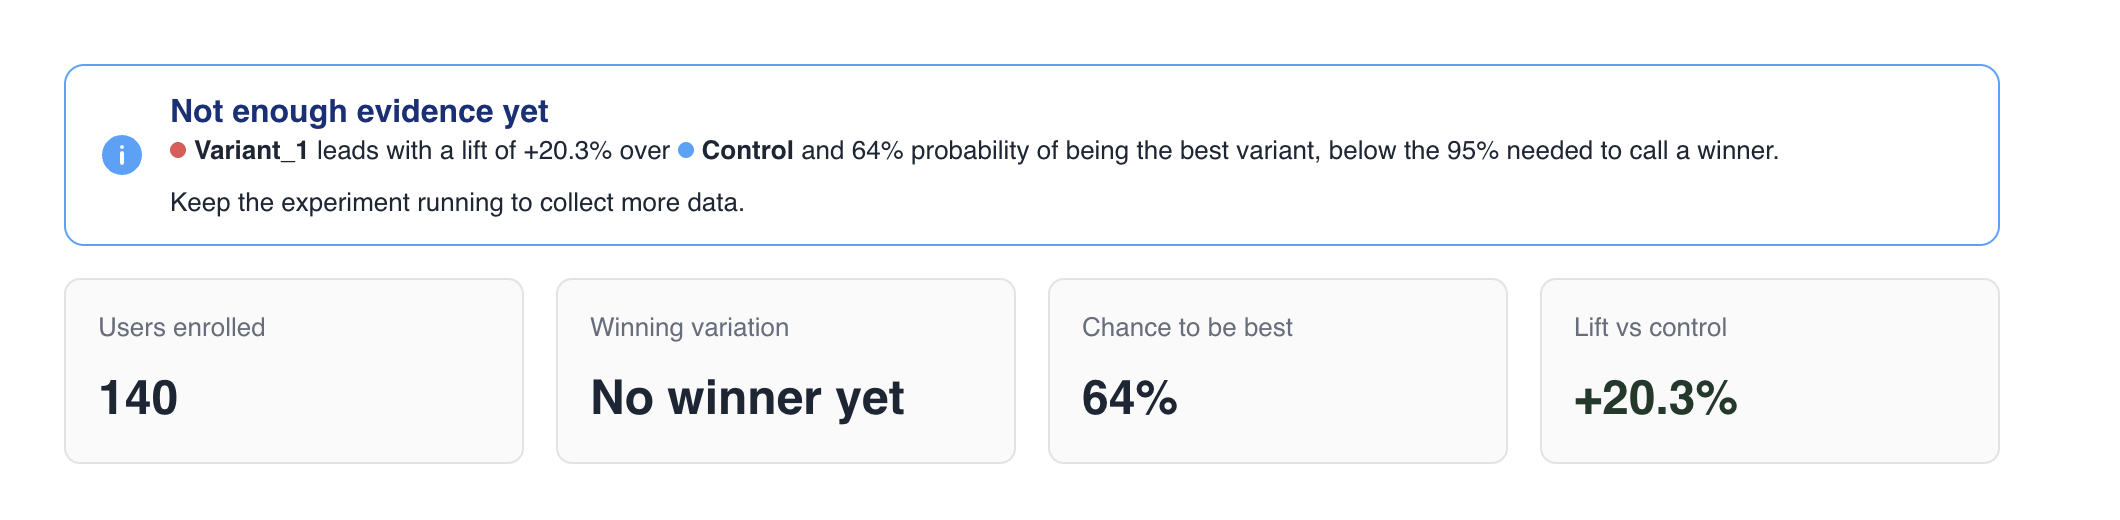 Not enough evidence yet
Variant_1 leads with a lift of +20.3% over Control and 64% probability of being the best variant, below the 95% needed to call a winner.
Keep the experiment running to collect more data.
Users enrolled
140
Winning variation
No winner yet
Chance to be best
64%
Lift vs control
+20.3%